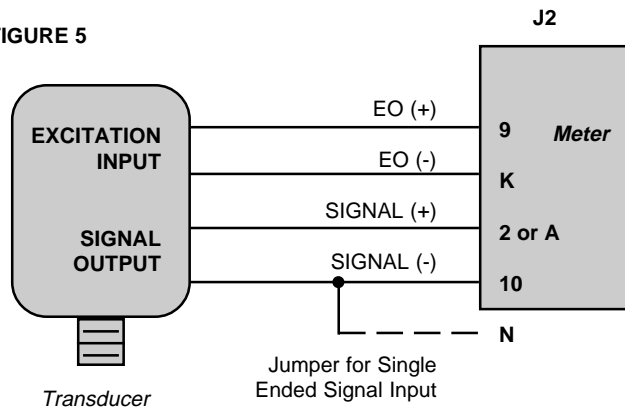 J2
FIGURE 5
EO (+)
EXCITATION
INPUT
9
Meter
EO (-)
K
SIGNAL (+)
SIGNAL
OUTPUT
2 or A
SIGNAL (-)
10
N
Jumper for Single
Ended Signal Input
Transducer